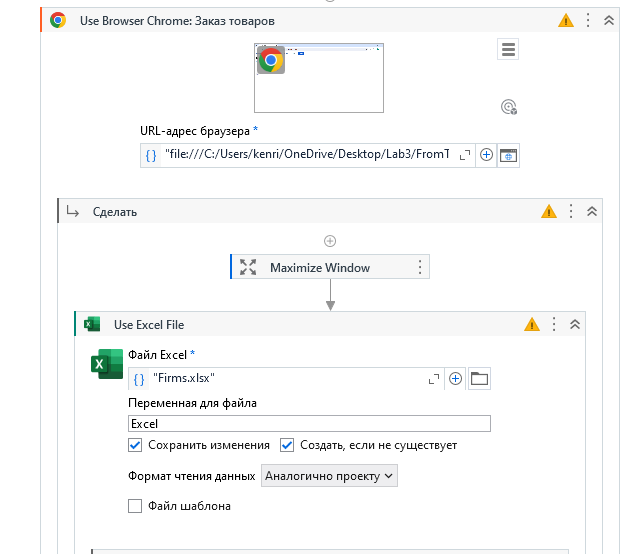 Use Browser Chrome: Заказ товаров
URL-адрес браузера *
"file:///C:/Users/kenri/OneDrive/Desktop/Lab3/FromT
Сделать
Maximize Window
Use Excel File
Файл Excel *
"Firms.xlsx"
Переменная для файла
Excel
Сохранить изменения Создать, если не существует
Формат чтения данных Аналогично проекту
Файл шаблона